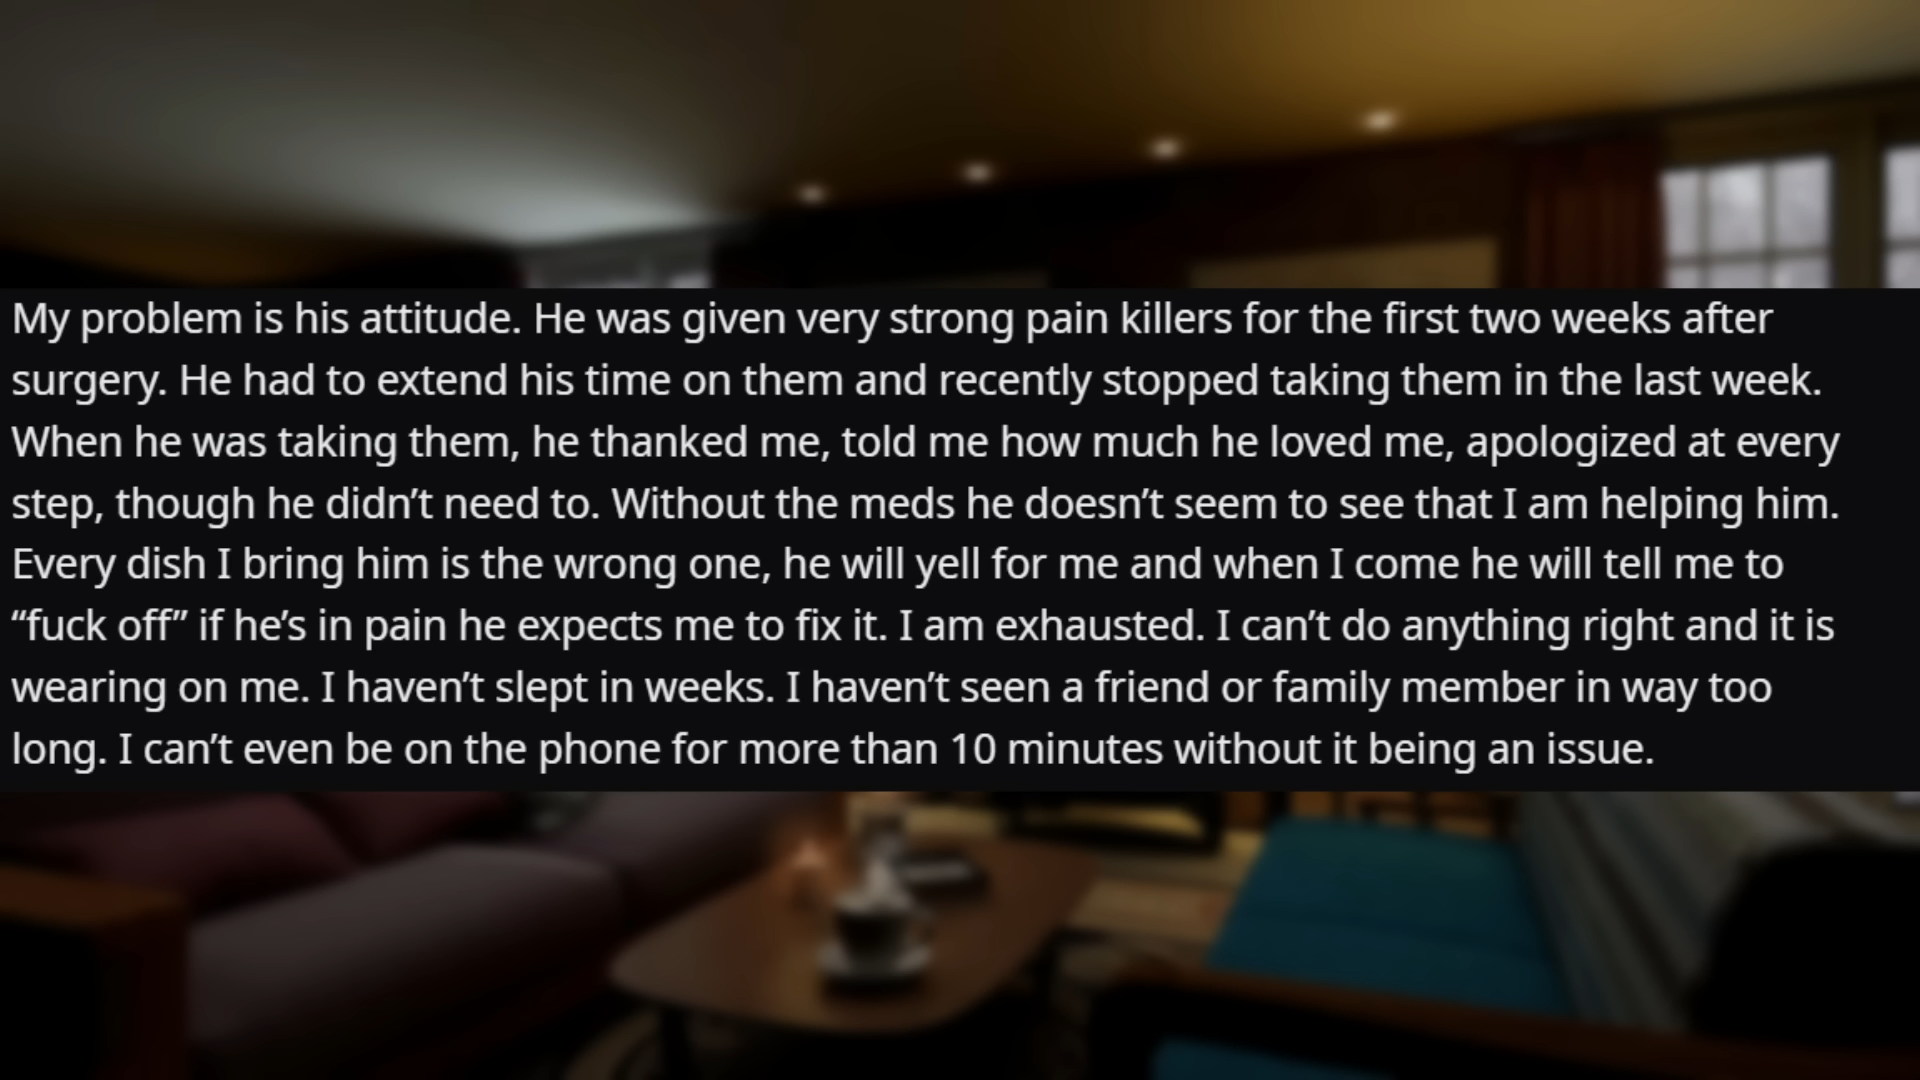 My problem is his attitude. He was given very strong pain killers for the first two weeks after
surgery. He had to extend his time on them and recently stopped taking them in the last week.
When he was taking them, he thanked me, told me how much he loved me, apologized at every
step, though he didn’t need to. Without the meds he doesn’t seem to see that I am helping him.
Every dish I bring him is the wrong one, he will yell for me and when I come he will tell me to
“fuck off” if he’s in pain he expects me to fix it. I am exhausted. I can’t do anything right and it is
wearing on me. I haven’t slept in weeks. I haven’t seen a friend or family member in way too
long. I can’t even be on the phone for more than 10 minutes without it being an issue.